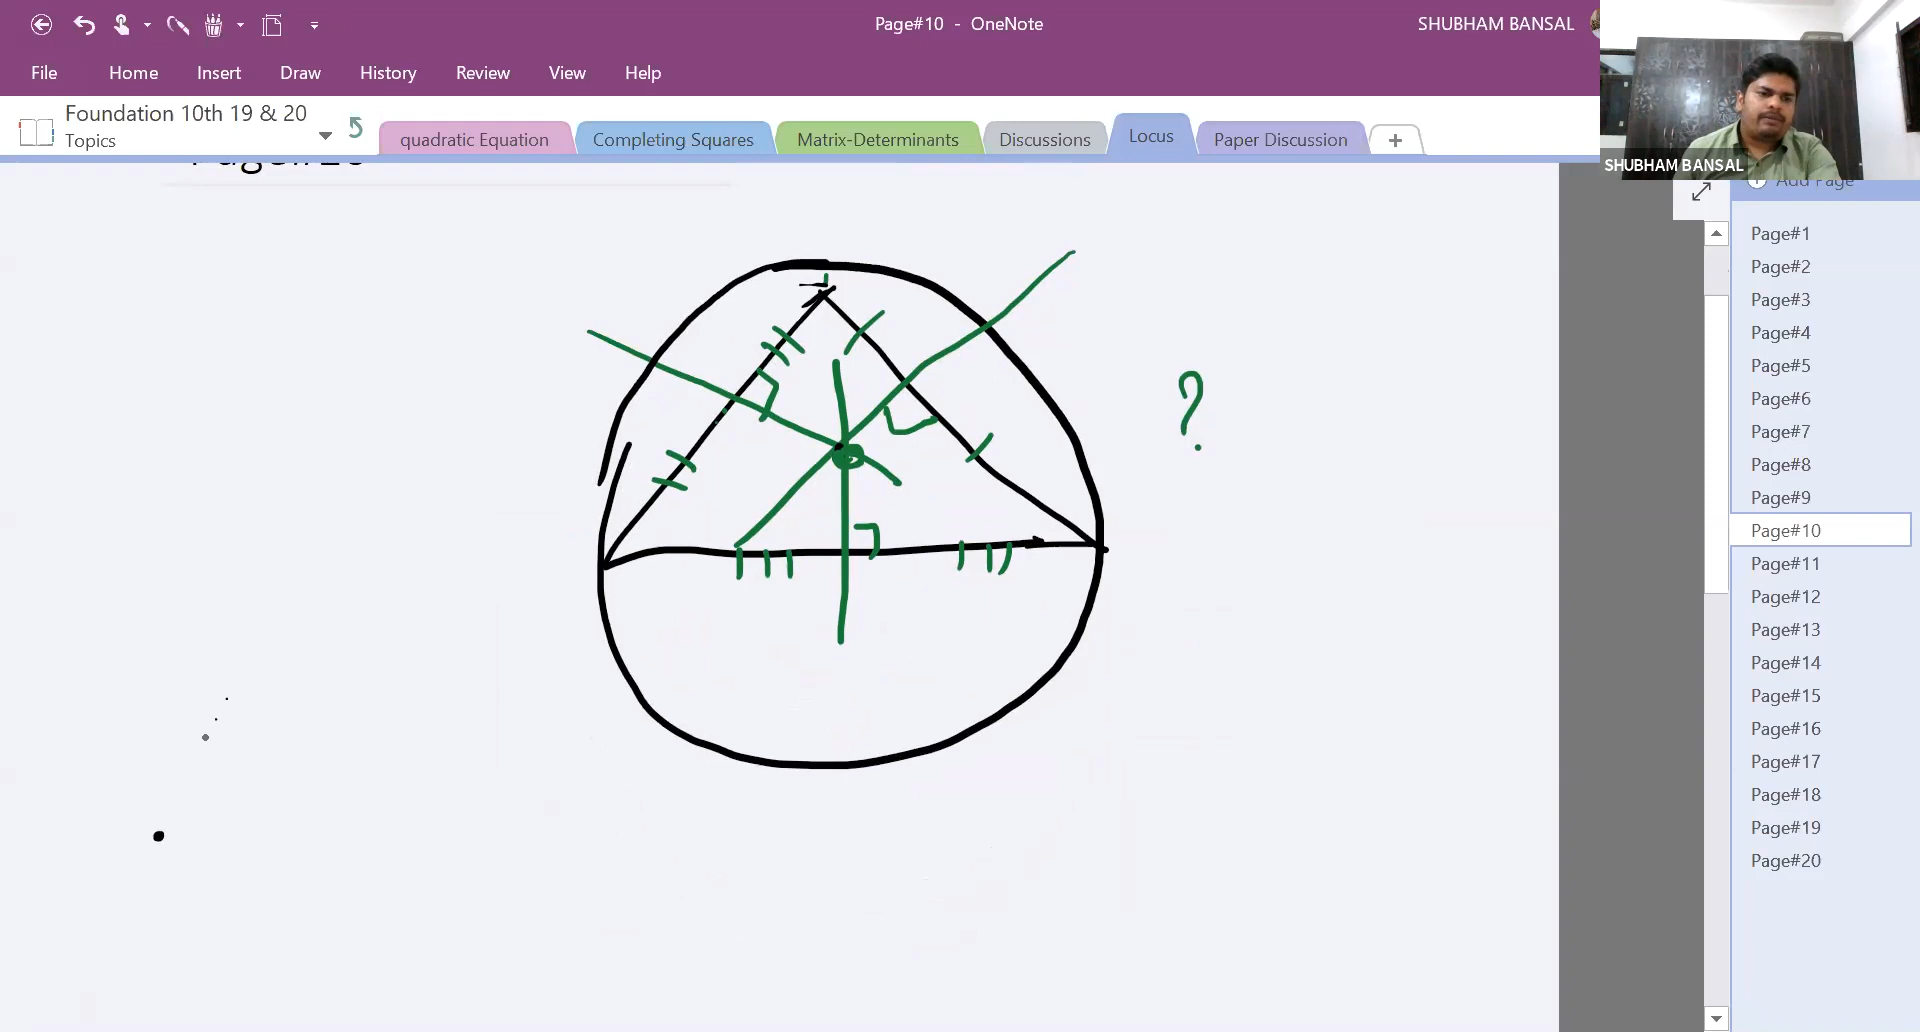 Page#10 - OneNote
SHUBHAM BANSAL
File Home Insert Draw History Review View Help
Foundation 10th 19 & 20
Topics
quadratic Equation
Completing Squares
Matrix-Determinants
Discussions
Locus
Paper Discussion
+
SHUBHAM BANSAL
Add Page
Page#1
Page#2
Page#3
Page#4
Page#5
Page#6
Page#7
Page#8
Page#9
Page#10
Page#11
Page#12
Page#13
Page#14
Page#15
Page#16
Page#17
Page#18
Page#19
Page#20
?